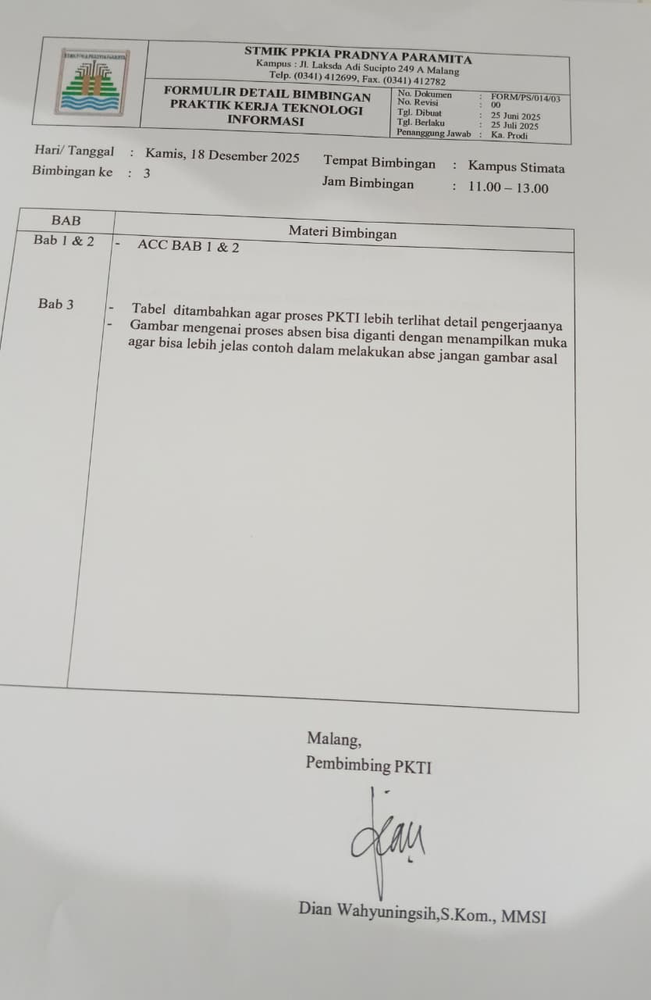 STMIK PPKIA PRADNYA PARAMITA
STMIK PPKIA PRADNYA PARAMITA
Kampus : Jl. Laksda Adi Sucipto 249 A Malang
Telp. (0341) 412699, Fax. (0341) 412782
FORMULIR DETAIL BIMBINGAN
PRAKTIK KERJA TEKNOLOGI
INFORMASI
No. Dokumen : FORM/PS/014/03
No. Revisi : 00
Tgl. Dibuat : 25 Juni 2025
Tgl. Berlaku : 25 Juli 2025
Penanggung Jawab : Ka. Prodi
Hari/ Tanggal : Kamis, 18 Desember 2025 Tempat Bimbingan : Kampus Stimata
Bimbingan ke : 3 Jam Bimbingan : 11.00 – 13.00
BAB Materi Bimbingan
Bab 1 & 2 - ACC BAB 1 & 2
Bab 3 - Tabel ditambahkan agar proses PKTI lebih terlihat detail pengerjaanya
- Gambar mengenai proses absen bisa diganti dengan menampilkan muka
agar bisa lebih jelas contoh dalam melakukan abse jangan gambar asal
Malang,
Pembimbing PKTI
Dian Wahyuningsih,S.Kom., MMSI